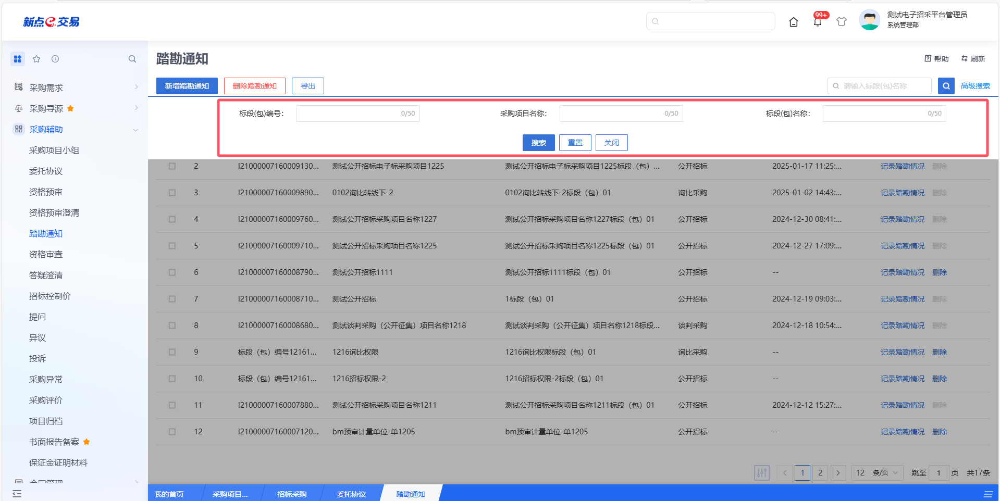 新点e交易
99+
测试电子招采平台管理员
系统管理部
采购需求
采购寻源
采购辅助
采购项目小组
委托协议
资格预审
资格预审澄清
踏勘通知
资格审查
答疑澄清
招标控制价
提问
异议
投诉
采购异常
采购评价
项目归档
书面报告备案
保证金证明材料
合同管理
踏勘通知
帮助 刷新
新增踏勘通知 删除踏勘通知 导出 请输入标段(包)名称 高级搜索
标段(包)编号： 0/50 采购项目名称： 0/50 标段(包)名称： 0/50
搜索 重置 关闭
2 I2100007160009130... 测试公开招标电子标采购项目1225 测试公开招标电子标采购项目1225标段（包）... 公开招标 2025-01-17 11:25:... 记录踏勘情况 删除
3 I2100007160009890... 0102询比转线下-2 0102询比转线下-2标段（包）01 询比采购 2025-01-02 14:43:... 记录踏勘情况 删除
4 I2100007160009760... 测试公开招标采购项目名称1227 测试公开招标采购项目名称1227标段（包）01 公开招标 2024-12-30 08:41:... 记录踏勘情况 删除
5 I2100007160009710... 测试公开招标采购项目名称1225 测试公开招标采购项目名称1225标段（包）01 公开招标 2024-12-27 17:09:... 记录踏勘情况 删除
6 I2100007160008790... 测试公开招标1111 测试公开招标1111标段（包）01 公开招标 -- 记录踏勘情况 删除
7 I2100007160008710... 测试公开招标 1标段（包）01 公开招标 2024-12-19 09:03:... 记录踏勘情况 删除
8 I2100007160008680... 测试谈判采购（公开征集）项目名称1218 测试谈判采购（公开征集）项目名称1218标段... 谈判采购 2024-12-18 10:54:... 记录踏勘情况 删除
9 标段（包）编号12161... 1216询比权限 1216询比权限标段（包）01 询比采购 -- 记录踏勘情况 删除
10 标段（包）编号12161... 1216招标权限-2 1216招标权限-2标段（包）01 公开招标 -- 记录踏勘情况 删除
11 I2100007160007880... 测试公开招标采购项目名称1211 测试公开招标采购项目名称1211标段（包）01 公开招标 2024-12-12 15:27:... 记录踏勘情况 删除
12 I2100007160007120... bm预审计量单位-单1205 bm预审计量单位-单1205 公开招标 -- 记录踏勘情况 删除
1 2 12 条/页 跳至 1 页 共17条
我的首页 采购项目... 招标采购 委托协议 踏勘通知